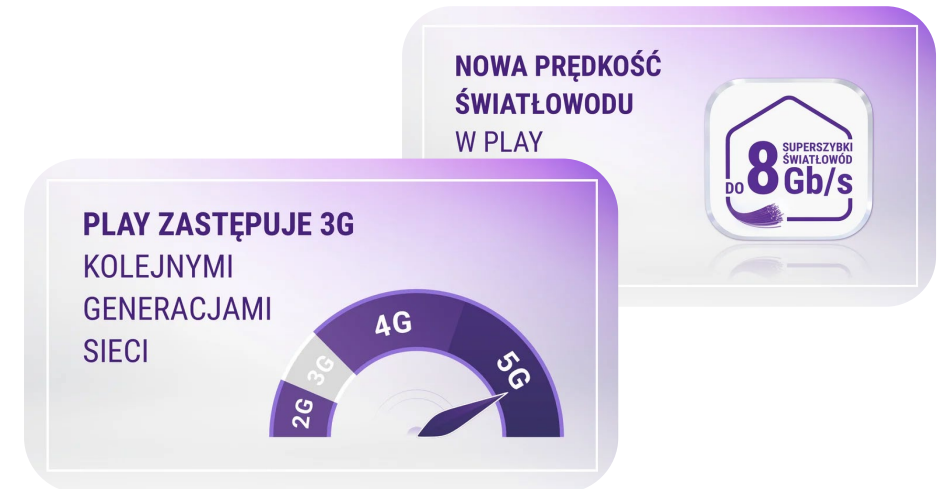 NOWA PRĘDKOŚĆ
ŚWIATŁOWODU
W PLAY
SUPERSZYBKI
ŚWIATŁOWÓD
DO 8 Gb/s
PLAY ZASTĘPUJE 3G
KOLEJNYMI
GENERACJAMI
SIECI
2G
3G
4G
5G